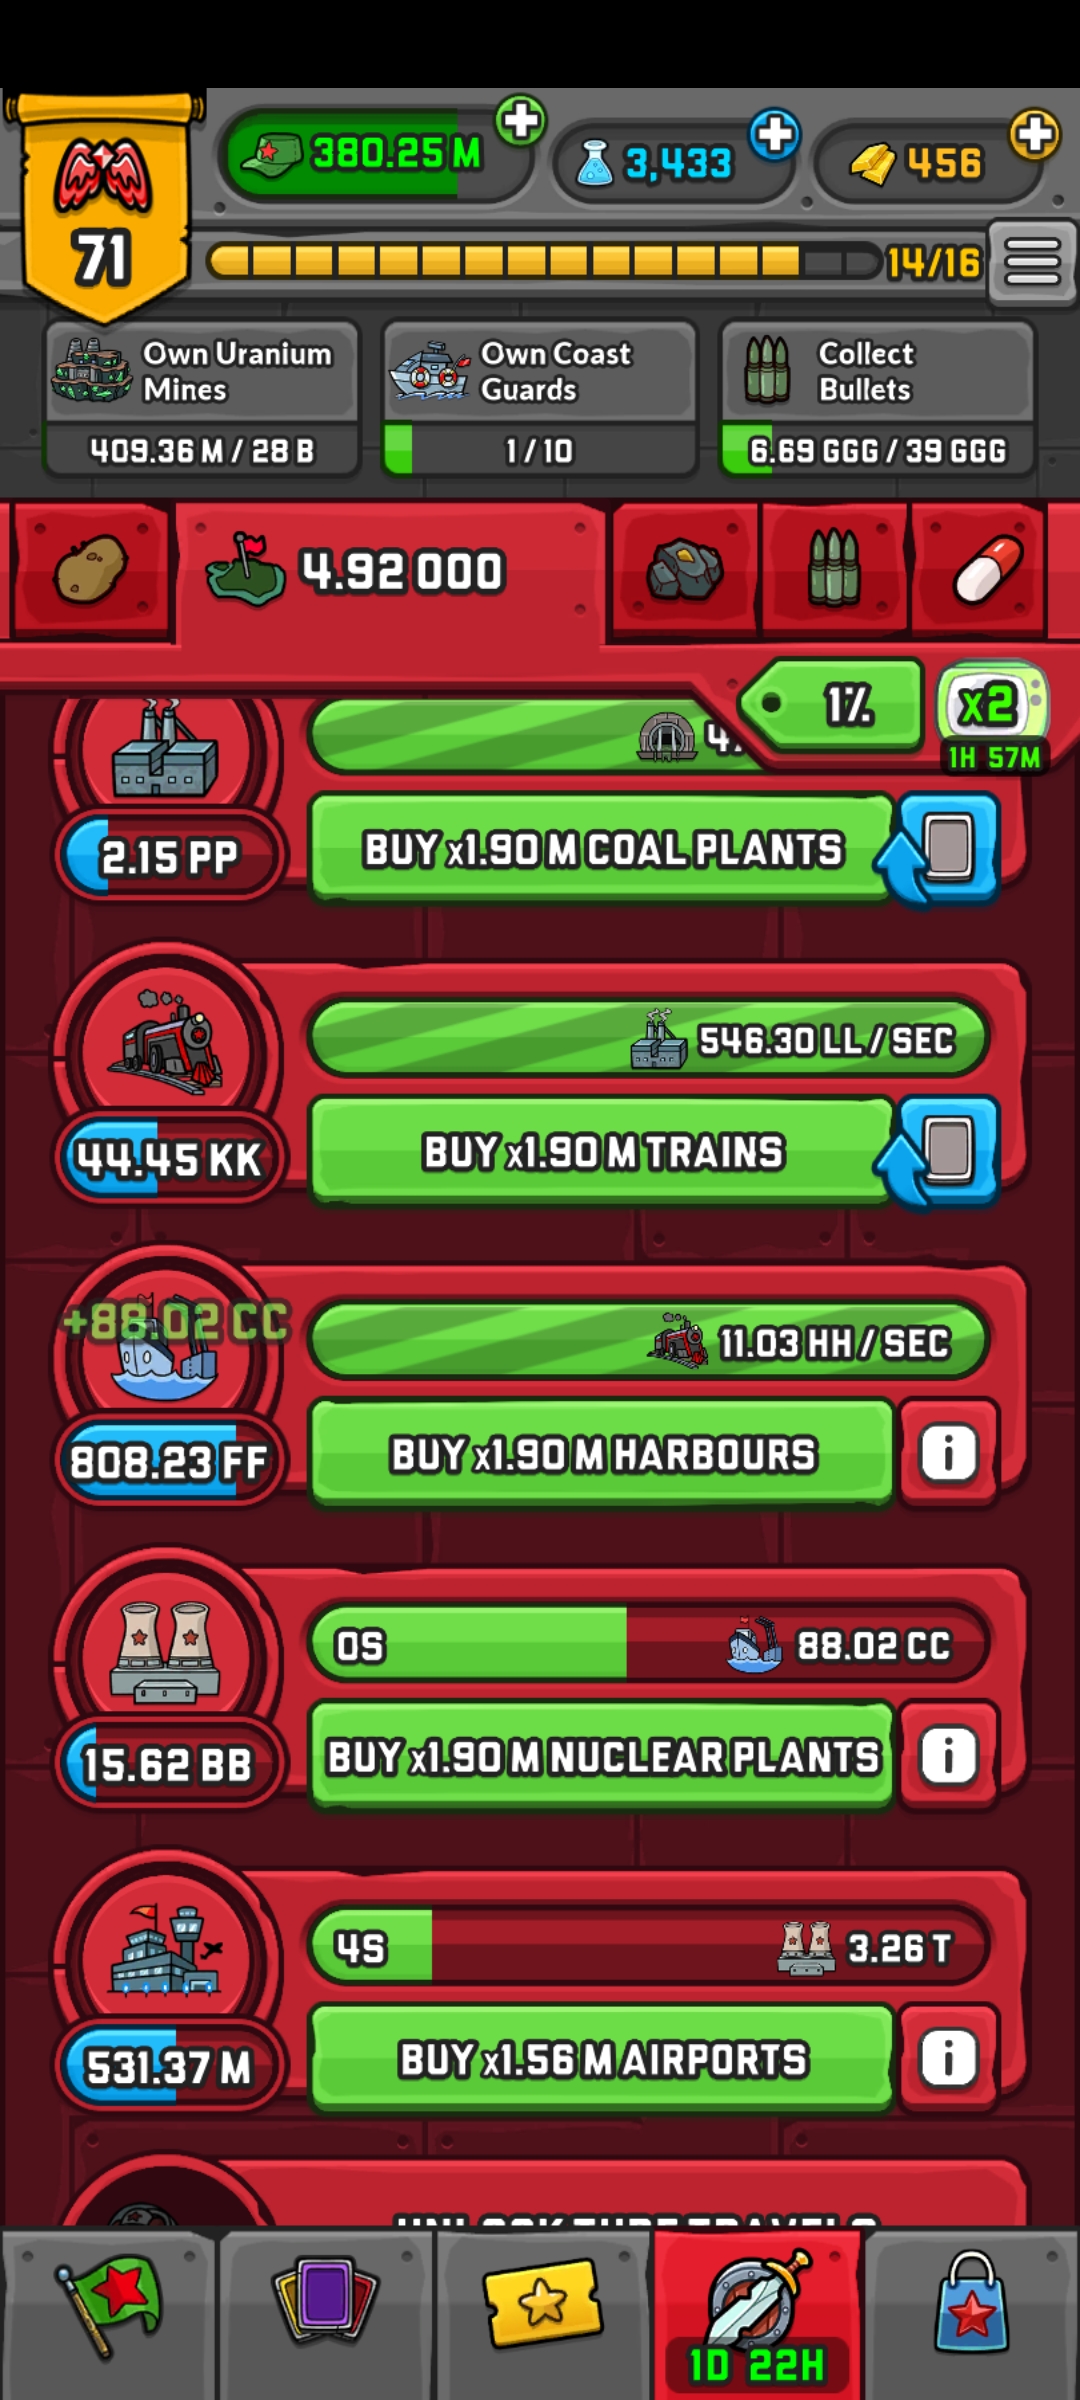 71
380.25 M
3,433
456
14/16
Own Uranium Mines
409.36 M / 28 B
Own Coast Guards
1 / 10
Collect Bullets
6.69 GGG / 39 GGG
4.92 OOO
1%
x2
1H 57M
2.15 PP
BUY x1.90 M COAL PLANTS
546.30 LL / SEC
44.45 KK
BUY x1.90 M TRAINS
+88.02 CC
11.03 HH / SEC
808.23 FF
BUY x1.90 M HARBOURS
0S
88.02 CC
15.62 BB
BUY x1.90 M NUCLEAR PLANTS
4S
3.26 T
531.37 M
BUY x1.56 M AIRPORTS
1D 22H